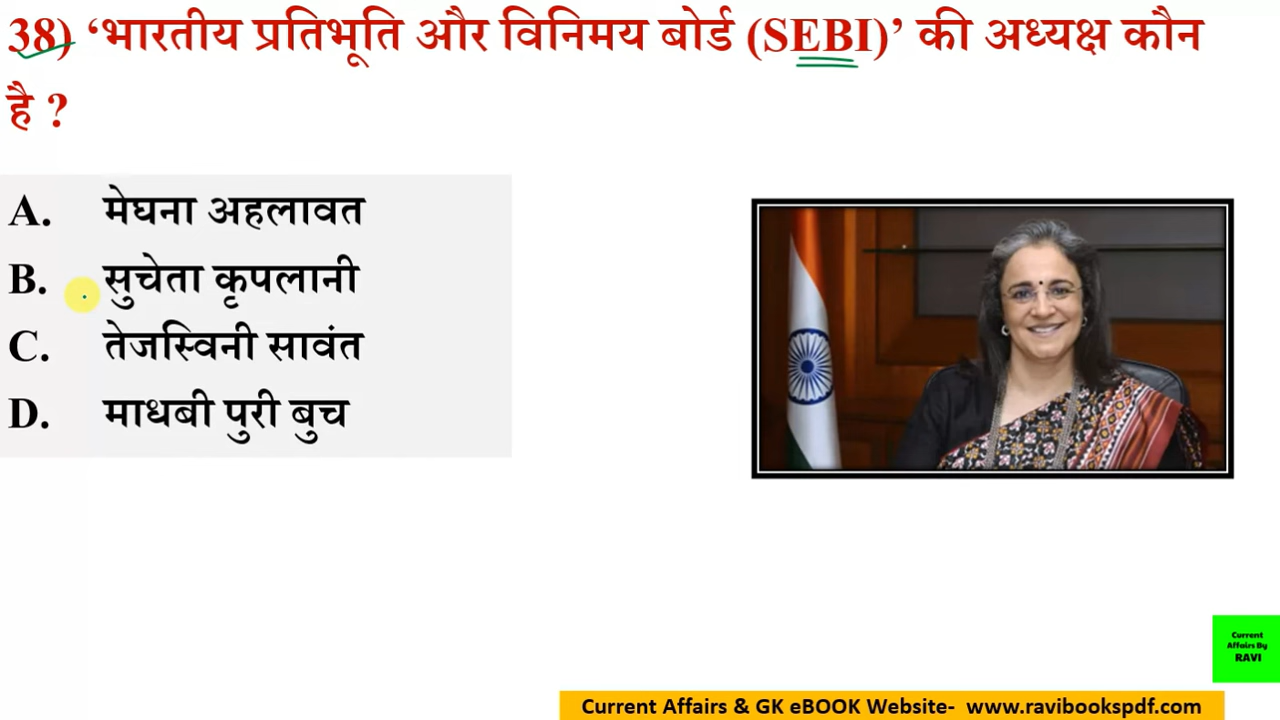 38) ‘भारतीय प्रतिभूति और विनिमय बोर्ड (SEBI)’ की अध्यक्ष कौन
है ?
A. मेघना अहलावत
B. सुचेता कृपलानी
C. तेजस्विनी सावंत
D. माधबी पुरी बुच
Current
Affairs By
RAVI
Current Affairs & GK eBOOK Website- www.ravibookspdf.com